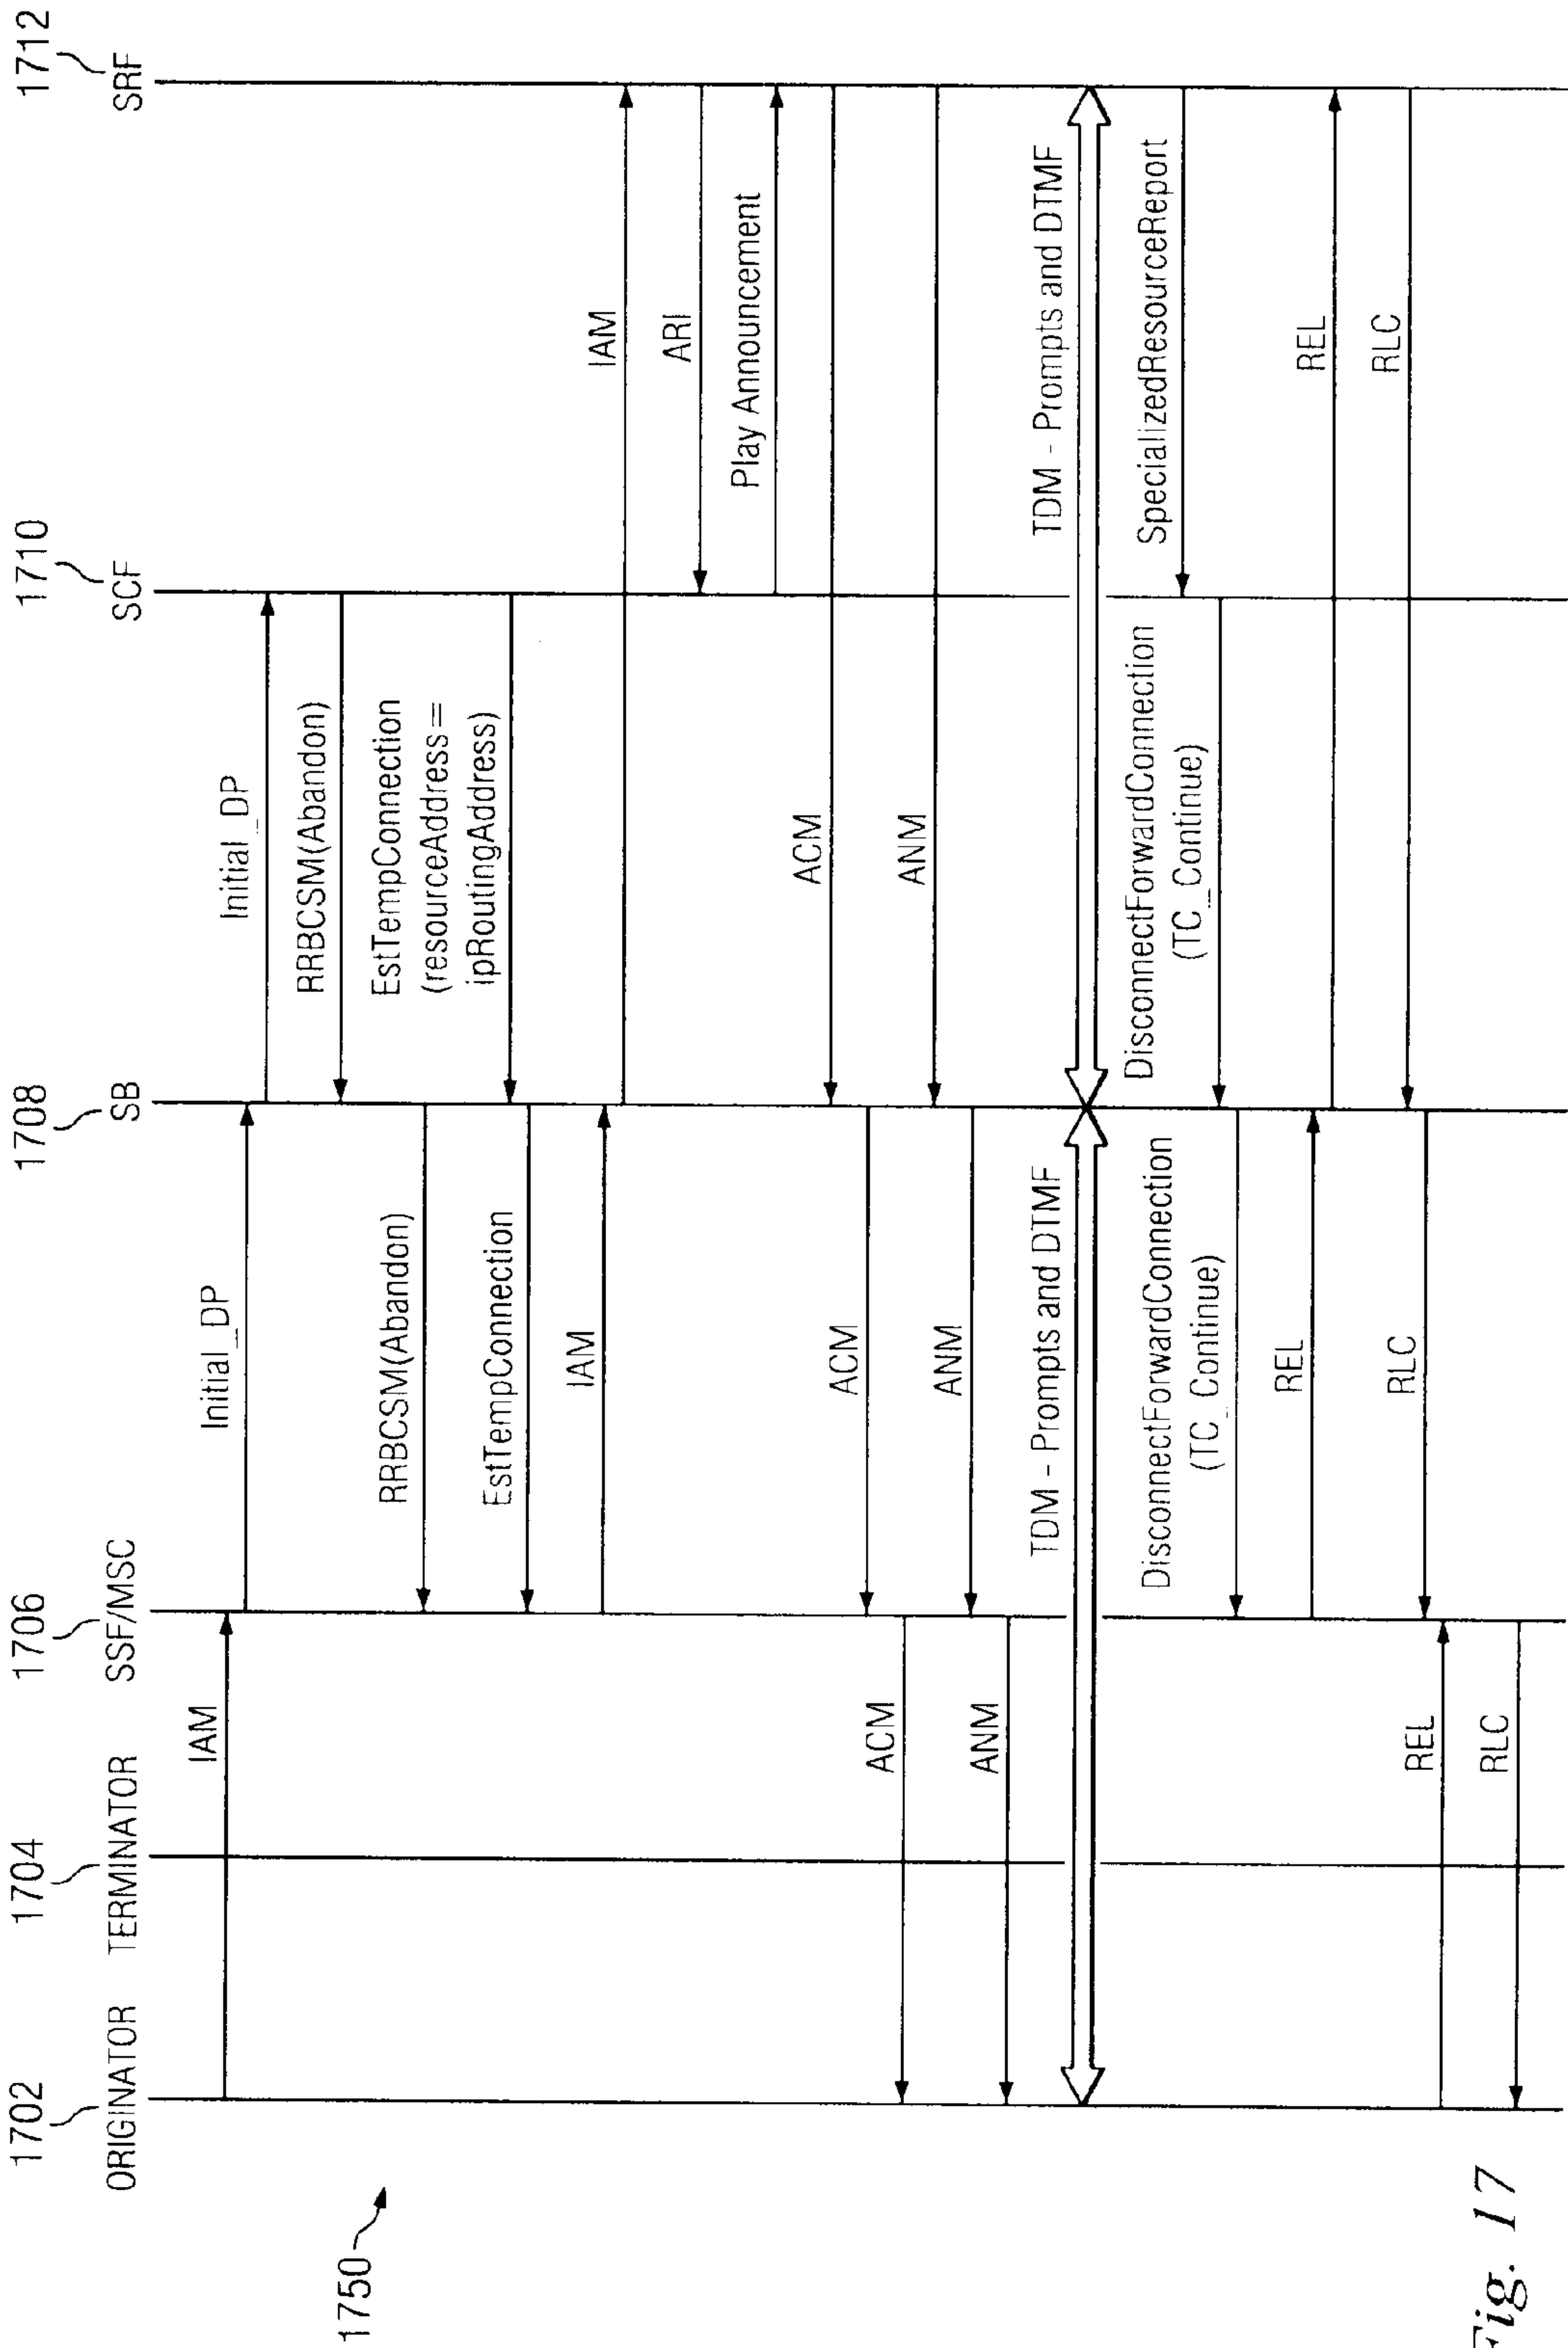 1702
1704
1706
1708
1710
1712
ORIGINATOR
TERMINATOR
SSF/MSC
SB
SCF
SRF
1750
IAM
Initial_DP
Initial_DP
RRBCSM(Abandon)
RRBCSM(Abandon)
EstTempConnection
(resourceAddress=
ipRoutingAddress)
EstTempConnection
IAM
IAM
ARI
Play Announcement
ACM
ACM
ACM
ANM
ANM
ANM
TDM - Prompts and DTMF
TDM - Prompts and DTMF
SpecializedResourceReport
DisconnectForwardConnection
(TC_Continue)
DisconnectForwardConnection
(TC_Continue)
REL
REL
RLC
RLC
REL
RLC
Fig. 17